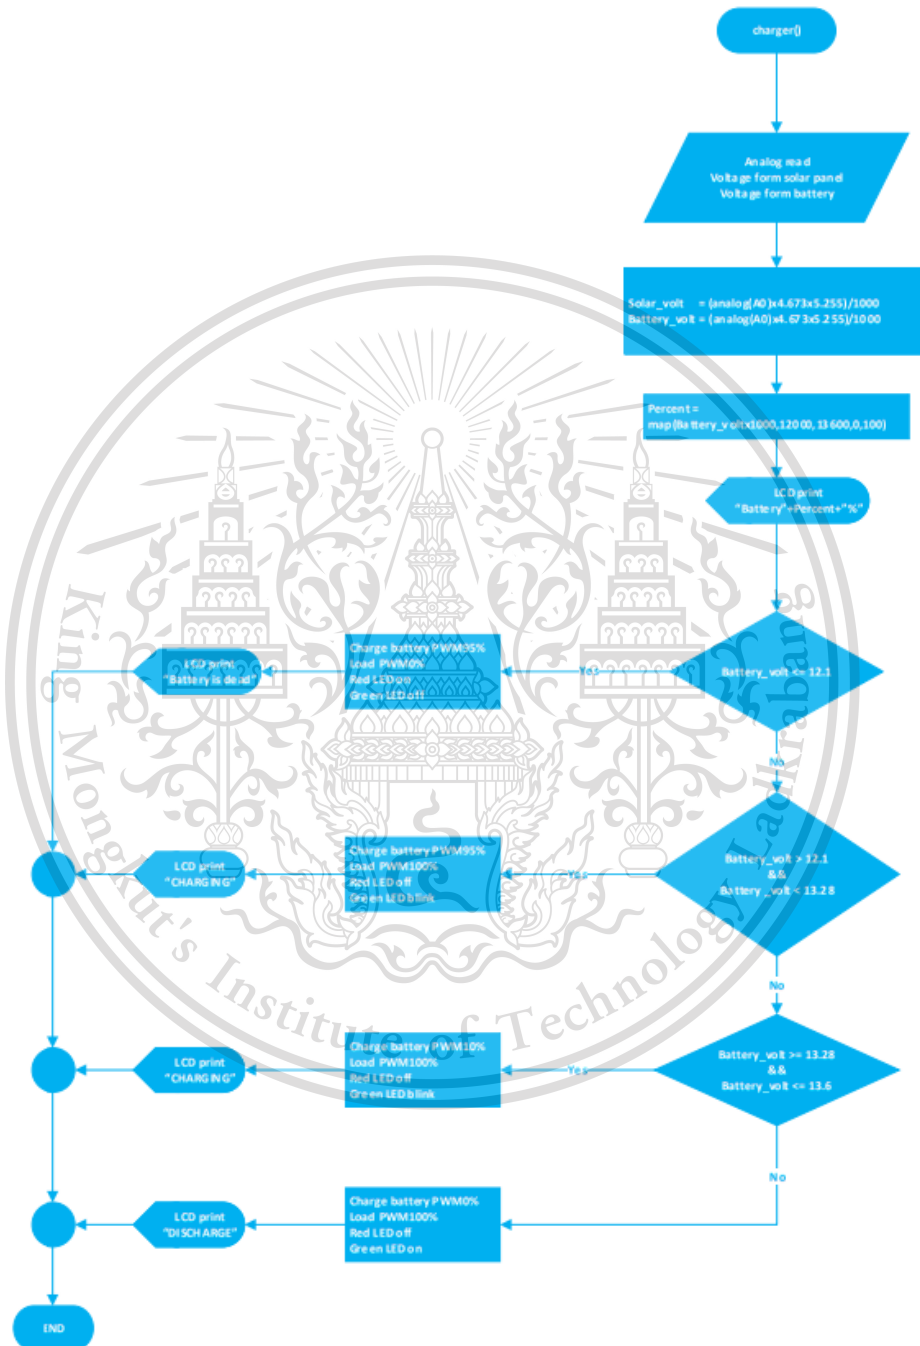 charger()
Analog read
Voltage form solar panel
Voltage form battery
Solar_volt = (analog(A0)x4.673x5.255)/1000
Battery_volt = (analog(A0)x4.673x5.255)/1000
Percent =
map(Battery_voltx1000,12000,13600,0,100)
LCD print
"Battery"+Percent+"%"
Battery_volt <= 12.1
Yes
Charge battery PWM95%
Load PWM0%
Red LED on
Green LED off
LCD print
"Battery is dead"
No
Battery_volt > 12.1
&&
Battery_volt < 13.28
Yes
Charge battery PWM95%
Load PWM100%
Red LED off
Green LED blink
LCD print
"CHARGING"
No
Battery_volt >= 13.28
&&
Battery_volt <= 13.6
Yes
Charge battery PWM10%
Load PWM100%
Red LED off
Green LED blink
LCD print
"CHARGING"
No
Charge battery PWM0%
Load PWM100%
Red LED off
Green LED on
LCD print
"DISCHARGE"
END
King Mongkut's Institute of Technology Ladkrabang